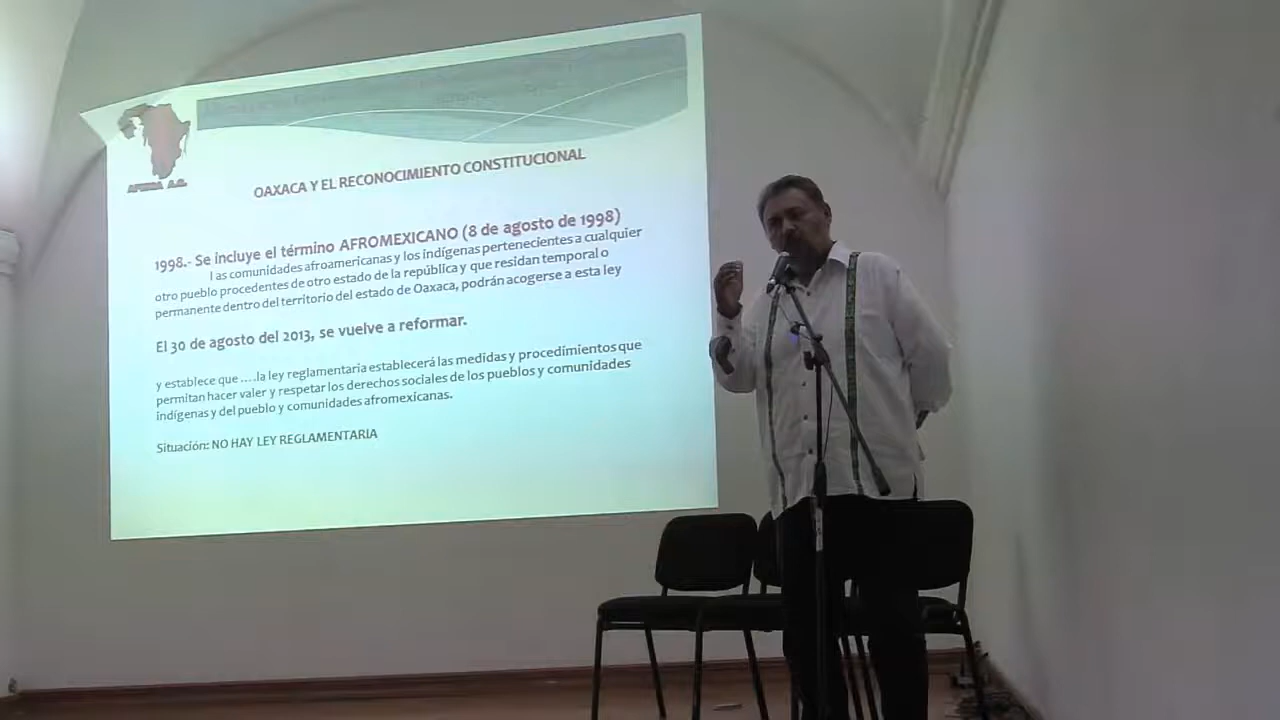 OAXACA Y EL RECONOCIMIENTO CONSTITUCIONAL
1998.- Se incluye el término AFROMEXICANO (8 de agosto de 1998)
Las comunidades afroamericanas y los indígenas pertenecientes a cualquier
otro pueblo procedentes de otro estado de la república y que residan temporal o
permanente dentro del territorio del estado de Oaxaca, podrán acogerse a esta ley
El 30 de agosto del 2013, se vuelve a reformar.
y establece que ....la ley reglamentaria establecerá las medidas y procedimientos que
permitan hacer valer y respetar los derechos sociales de los pueblos y comunidades
indígenas y del pueblo y comunidades afromexicanas.
Situación: NO HAY LEY REGLAMENTARIA